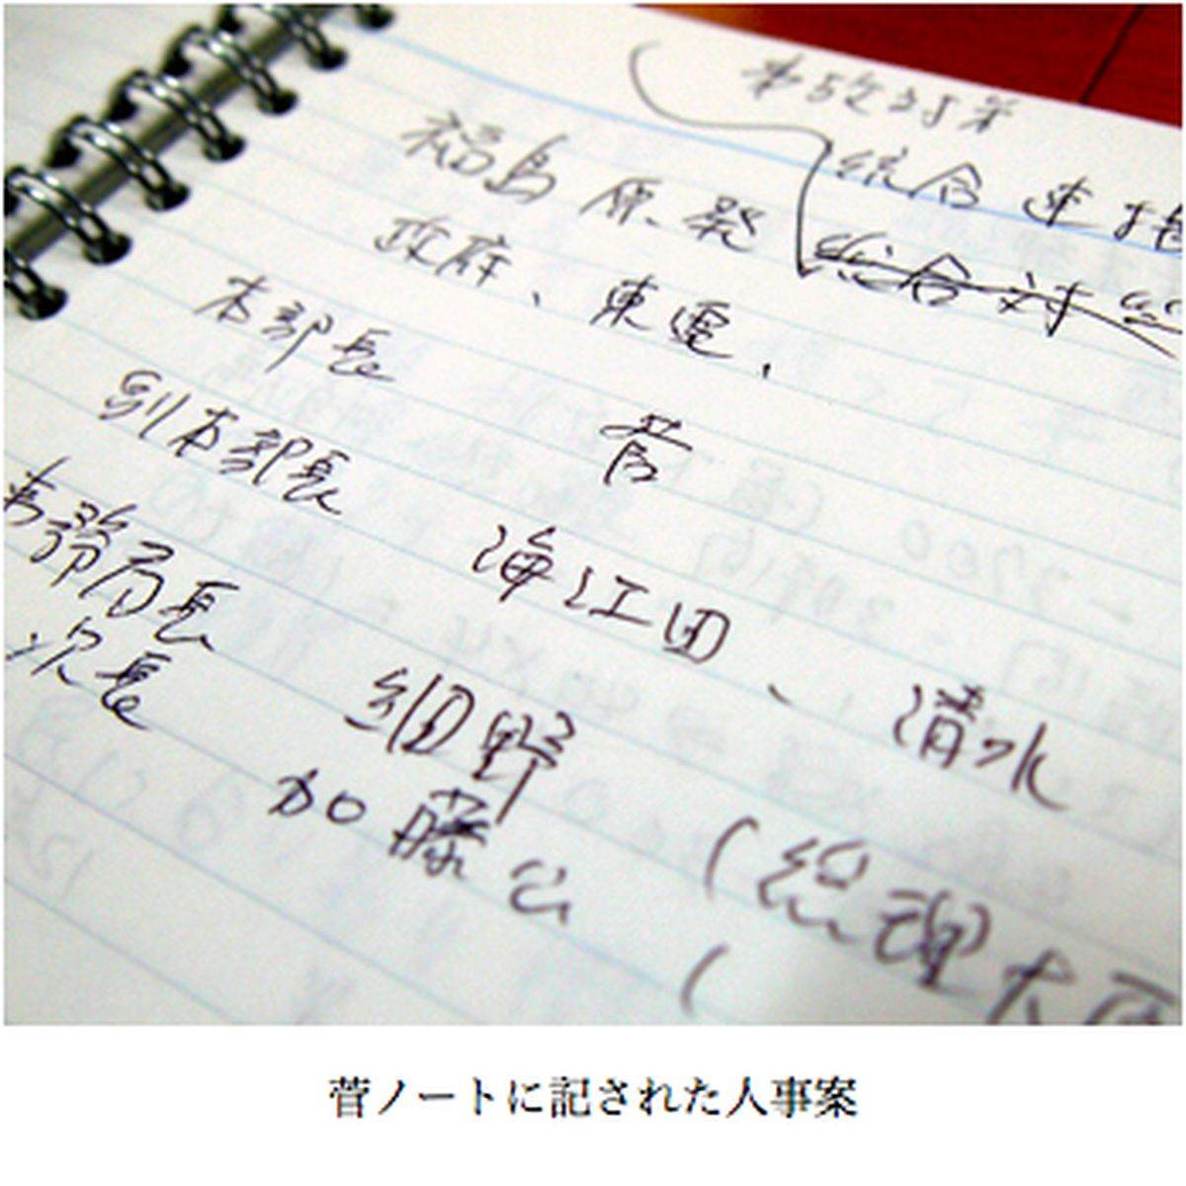 事故対策
福島原発 統合連携
総合対
政府、東電、
本部長 菅
副本部長 海江田、清水
事務局長 細野 (総理大臣
次長 加藤公 (
菅ノートに記された人事案